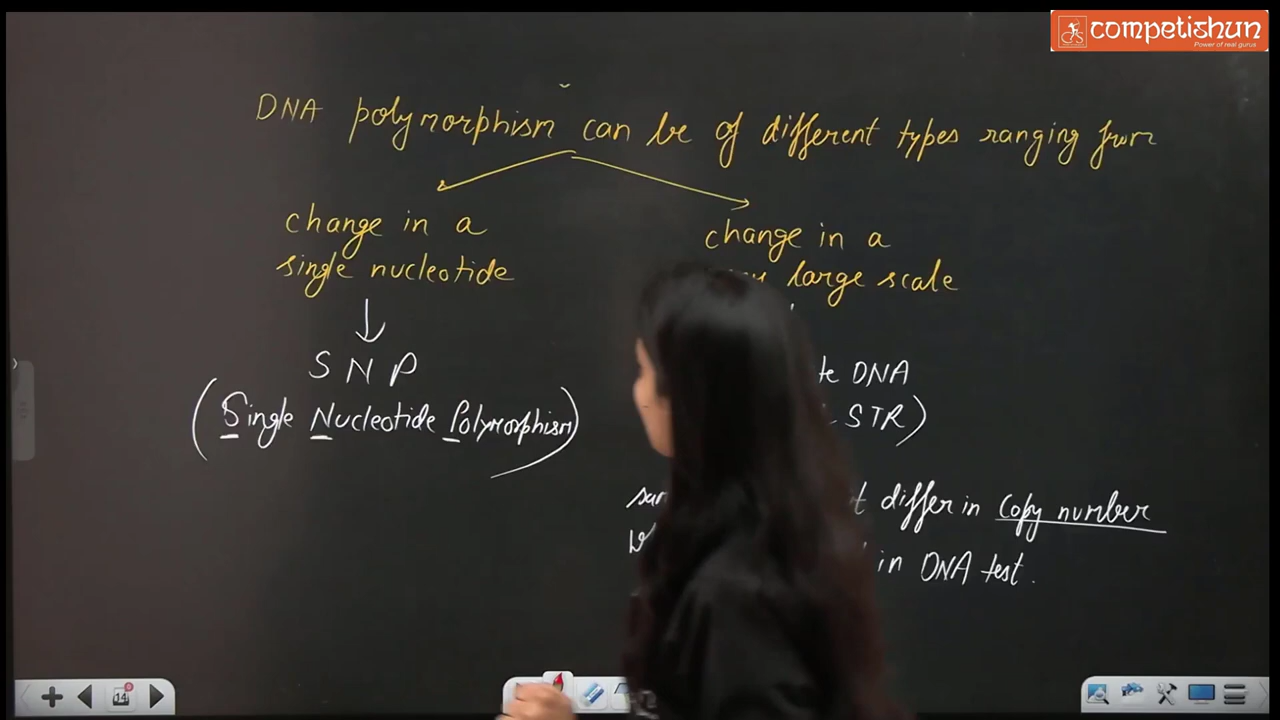 competishun
Power of real gurus
DNA polymorphism can be of different types ranging from
change in a
single nucleotide
change in a
large scale
SNP
(Single Nucleotide Polymorphism)
DNA
STR)
differ in copy number
in DNA test.
14